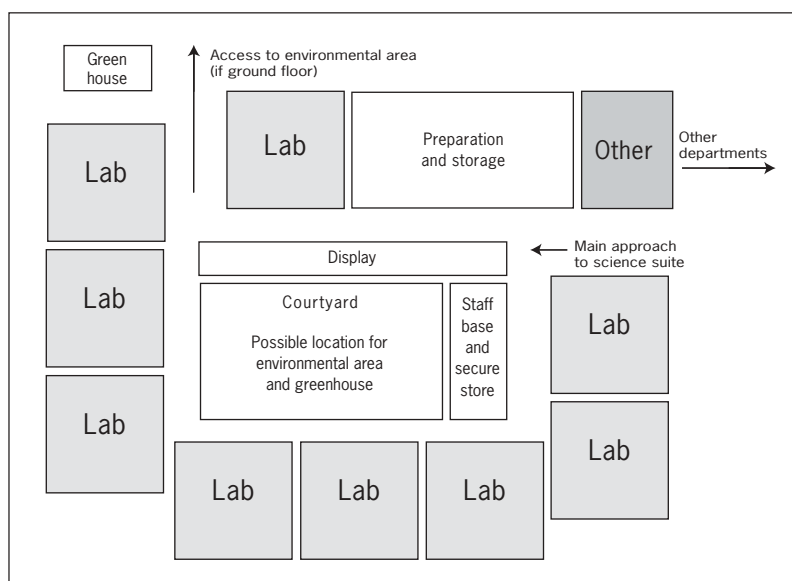 Green
house
Access to environmental area
(if ground floor)
Lab
Lab
Preparation
and storage
Other
Other
departments
Display
Main approach
to science suite
Lab
Courtyard
Possible location for
environmental area
and greenhouse
Staff
base
and
secure
store
Lab
Lab
Lab
Lab
Lab
Lab